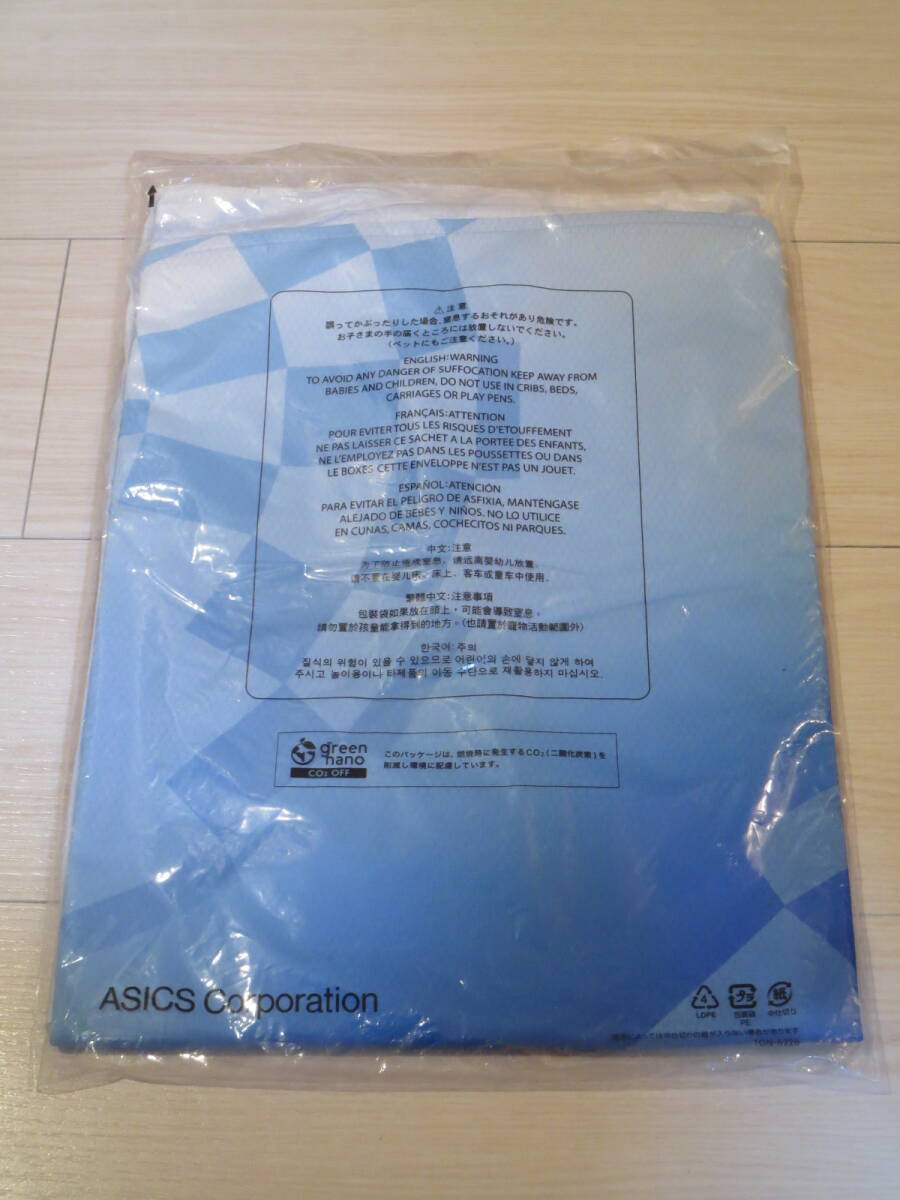 ⚠注意
誤ってかぶったりした場合、窒息するおそれがあり危険です。
お子さまの手の届くところには放置しないでください。
(ペットにもご注意ください。)
ENGLISH:WARNING
TO AVOID ANY DANGER OF SUFFOCATION KEEP AWAY FROM
BABIES AND CHILDREN, DO NOT USE IN CRIBS, BEDS,
CARRIAGES OR PLAY PENS.
FRANÇAIS:ATTENTION
POUR EVITER TOUS LES RISQUES D'ETOUFFEMENT
NE PAS LAISSER CE SACHET A LA PORTEE DES ENFANTS,
NE L'EMPLOYEZ PAS DANS LES POUSSETTES OU DANS
LE BOXES CETTE ENVELOPPE N'EST PAS UN JOUET.
ESPAÑOL:ATENCIÓN
PARA EVITAR EL PELIGRO DE ASFIXIA, MANTÉNGASE
ALEJADO DE BEBÉS Y NIÑOS. NO LO UTILICE
EN CUNAS, CAMAS, COCHECITOS NI PARQUES.
中文:注意
为了防止造成窒息, 请远离婴幼儿放置.
请不要在婴儿床、床上、客车或童车中使用.
繁體中文:注意事項
包裝袋如果放在頭上,可能會導致窒息。
請勿置於孩童能拿得到的地方。(也請置於寵物活動範圍外)
한국어: 주의
질식의 위험이 있을 수 있으므로 어린이의 손에 닿지 않게 하여
주시고 놀이용이나 타제품의 이동 수단으로 재활용하지 마십시오.
green
nano
CO₂ OFF
このパッケージは、燃焼時に発生するCO₂(二酸化炭素)を
削減し環境に配慮しています。
ASICS Corporation
4
LDPE
プラ
包装袋
PE
紙
中仕切り